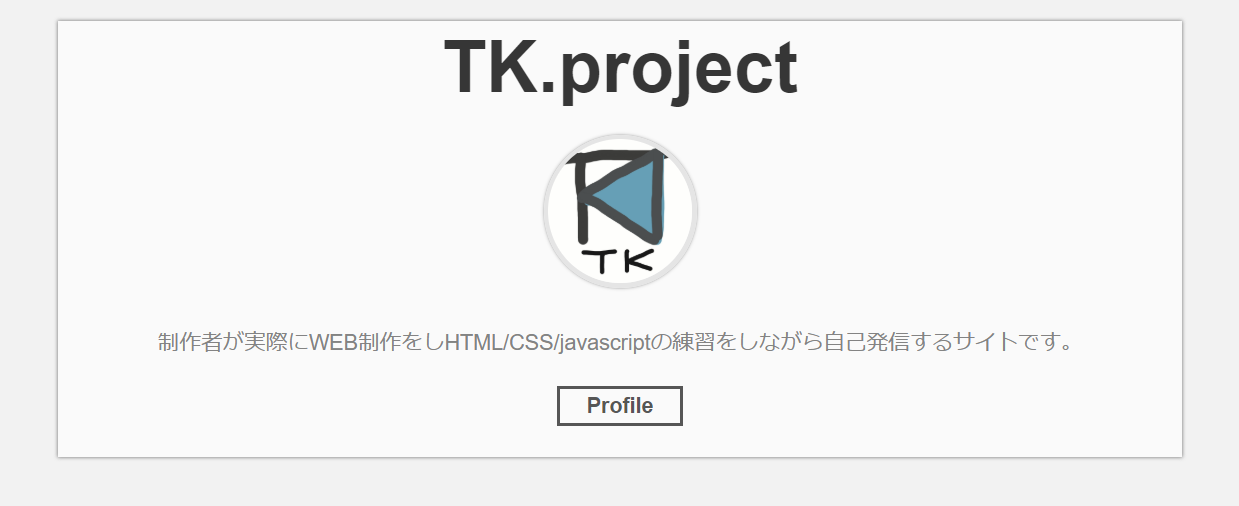 TK.project
TK
制作者が実際にWEB制作をしHTML/CSS/javascriptの練習をしながら自己発信するサイトです。
Profile